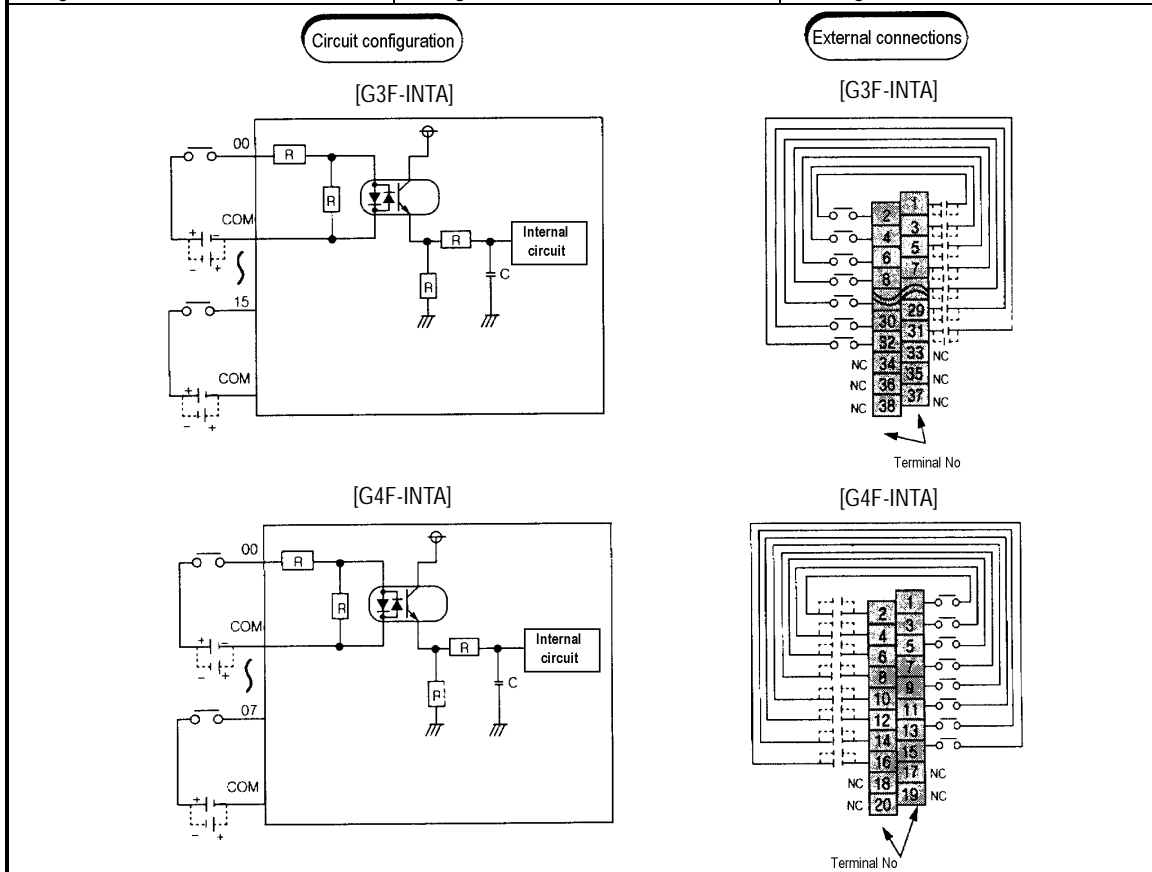 Circuit configuration
External connections
[G3F-INTA]
[G3F-INTA]
00
R
R
COM
+ -
- +
15
COM
+
- +
R
R
C
Internal
circuit
1
2
3
4
5
6
7
8
29
30
31
32
33 NC
NC 34
35 NC
NC 36
37 NC
NC 38
Terminal No
[G4F-INTA]
[G4F-INTA]
00
R
R
COM
+ -
- +
07
COM
+
- +
R
R
C
Internal
circuit
1
2
3
4
5
6
7
8
9
10
11
12
13
14
15
16
17 NC
NC 18
19 NC
NC 20
Terminal No